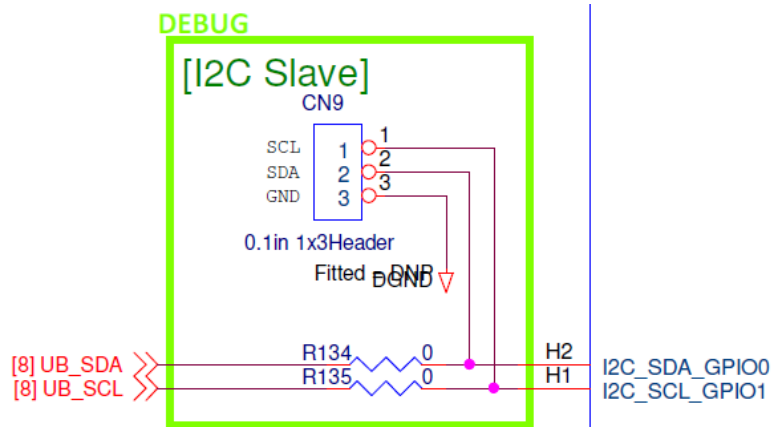 DEBUG
[I2C Slave]
CN9
SCL 1 1
SDA 2 2
GND 3 3
0.1in 1x3Header
Fitted = DNP
DGND
[8] UB_SDA R134 0 H2 I2C_SDA_GPIO0
[8] UB_SCL R135 0 H1 I2C_SCL_GPIO1